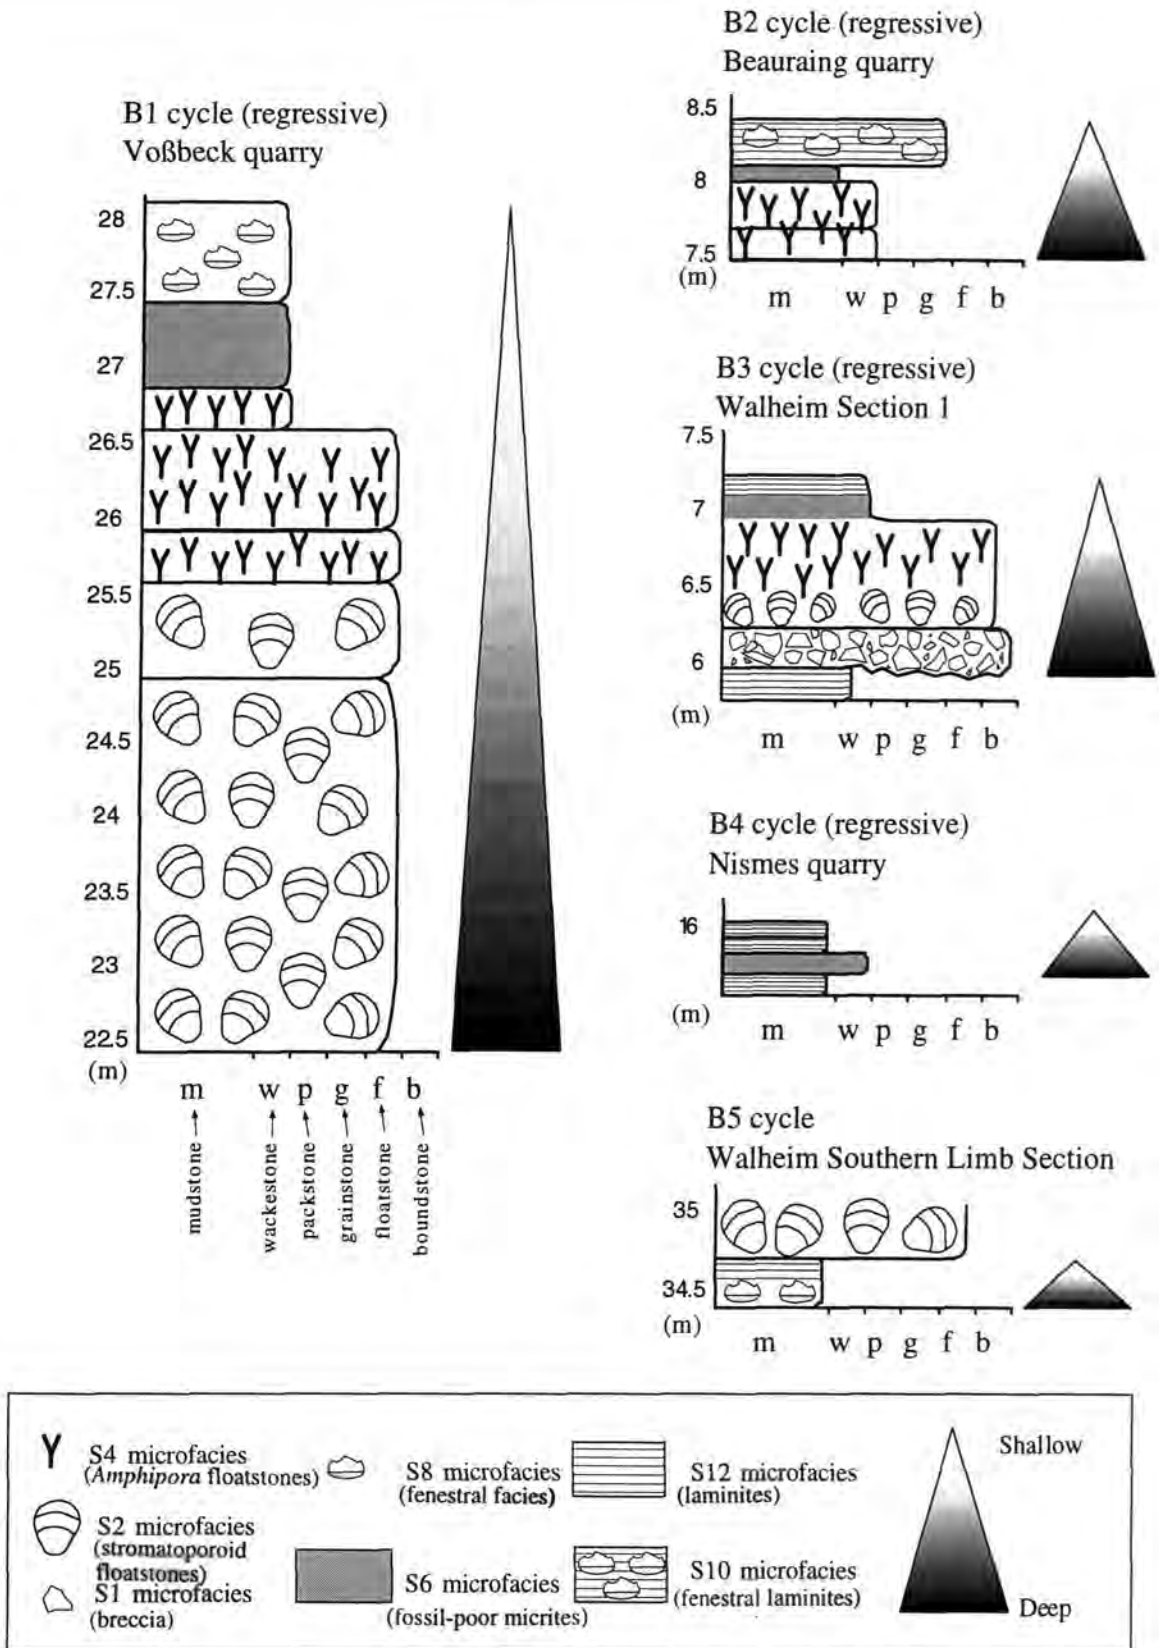 B1 cycle (regressive)
Voßbeck quarry
28
27.5
27
26.5
26
25.5
25
24.5
24
23.5
23
22.5
(m)
m w p g f b
mudstone
wackestone
packstone
grainstone
floatstone
boundstone
B2 cycle (regressive)
Beauraing quarry
8.5
8
7.5
(m)
m w p g f b
B3 cycle (regressive)
Walheim Section 1
7.5
7
6.5
6
(m)
m w p g f b
B4 cycle (regressive)
Nismes quarry
16
(m)
m w p g f b
B5 cycle
Walheim Southern Limb Section
35
34.5
(m)
m w p g f b
S4 microfacies
(Amphipora floatstones)
S2 microfacies
(stromatoporoid
floatstones)
S1 microfacies
(breccia)
S8 microfacies
(fenestral facies)
S6 microfacies
(fossil-poor micrites)
S12 microfacies
(laminites)
S10 microfacies
(fenestral laminites)
Shallow
Deep